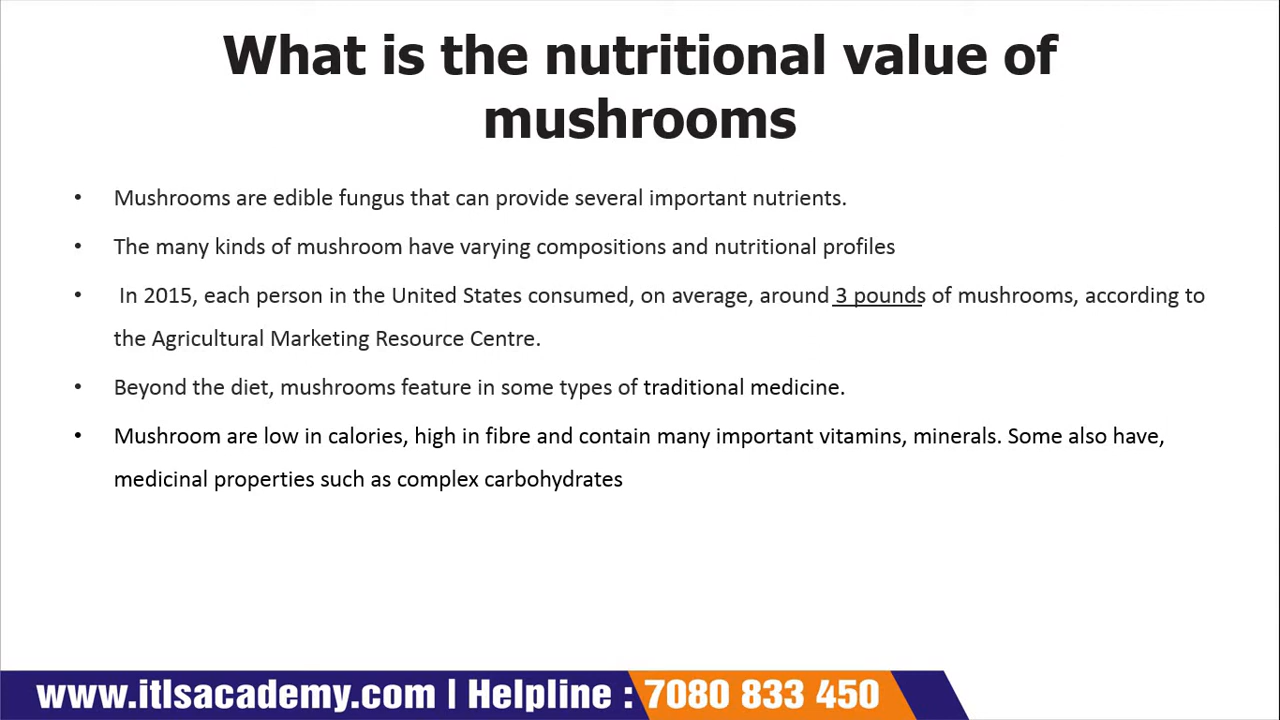 What is the nutritional value of
mushrooms
• Mushrooms are edible fungus that can provide several important nutrients.
• The many kinds of mushroom have varying compositions and nutritional profiles
• In 2015, each person in the United States consumed, on average, around 3 pounds of mushrooms, according to
the Agricultural Marketing Resource Centre.
• Beyond the diet, mushrooms feature in some types of traditional medicine.
• Mushroom are low in calories, high in fibre and contain many important vitamins, minerals. Some also have,
medicinal properties such as complex carbohydrates
www.itlsacademy.com | Helpline : 7080 833 450